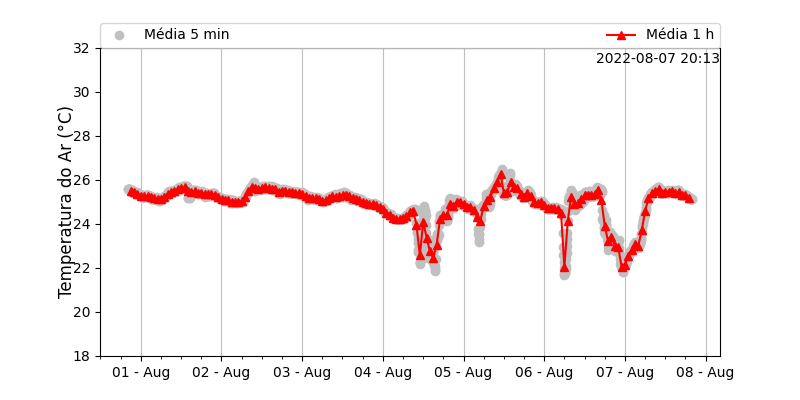 Média 5 min
Média 1 h
2022-08-07 20:13
Temperatura do Ar (°C)
32
30
28
26
24
22
20
18
01 - Aug
02 - Aug
03 - Aug
04 - Aug
05 - Aug
06 - Aug
07 - Aug
08 - Aug